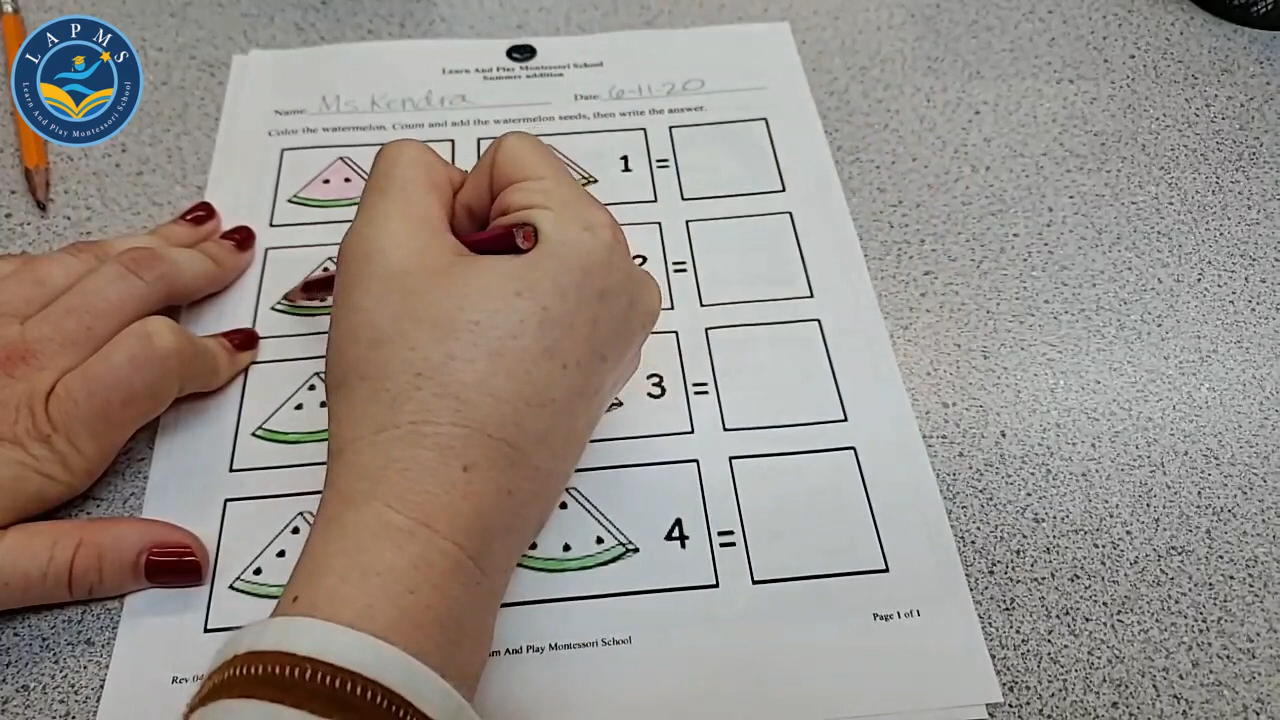 LAPMS
Learn And Play Montessori School
Learn And Play Montessori School
Summer addition
Name: Ms. Kendra Date: 6-11-20
Color the watermelon. Count and add the watermelon seeds, then write the answer.
1 =
=
3 =
4 =
And Play Montessori School
Page 1 of 1
Rev